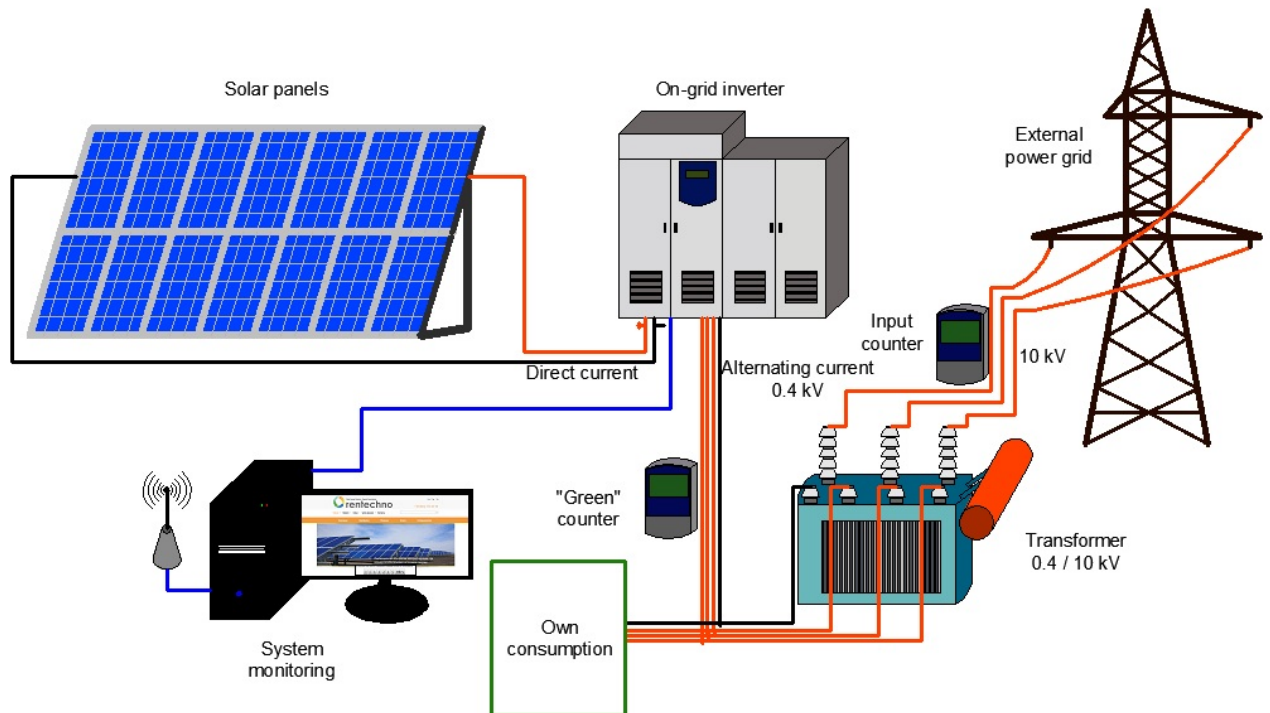 Solar panels
On-grid inverter
External
power grid
Input
counter
10 kV
Direct current
Alternating current
0.4 kV
rentechno
"Green"
counter
Transformer
0.4 / 10 kV
Own
consumption
System
monitoring